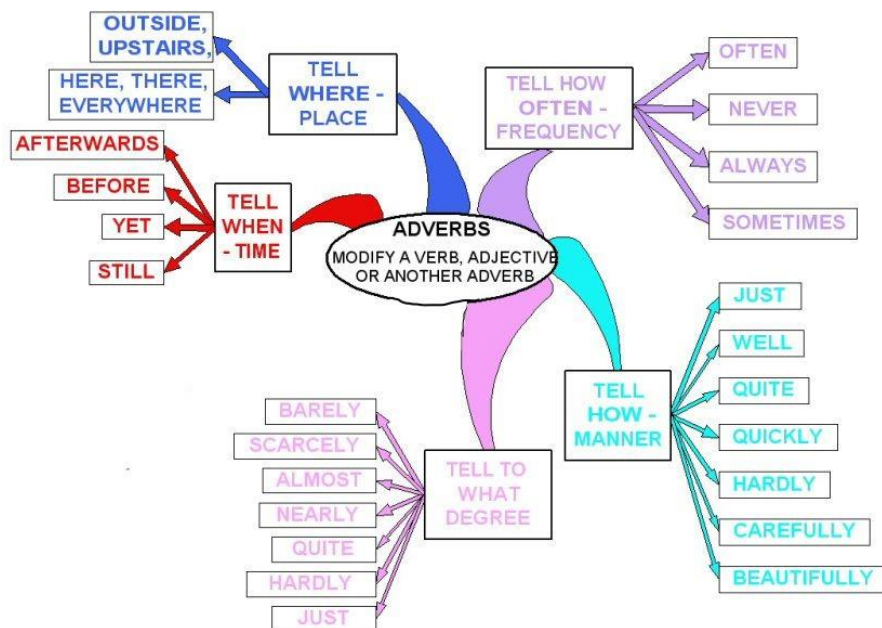 ADVERBS
MODIFY A VERB, ADJECTIVE
OR ANOTHER ADVERB
TELL
WHERE -
PLACE
OUTSIDE,
UPSTAIRS,
HERE, THERE,
EVERYWHERE
TELL
WHEN
- TIME
AFTERWARDS
BEFORE
YET
STILL
TELL HOW
OFTEN -
FREQUENCY
OFTEN
NEVER
ALWAYS
SOMETIMES
TELL
HOW -
MANNER
JUST
WELL
QUITE
QUICKLY
HARDLY
CAREFULLY
BEAUTIFULLY
TELL TO
WHAT
DEGREE
BARELY
SCARCELY
ALMOST
NEARLY
QUITE
HARDLY
JUST